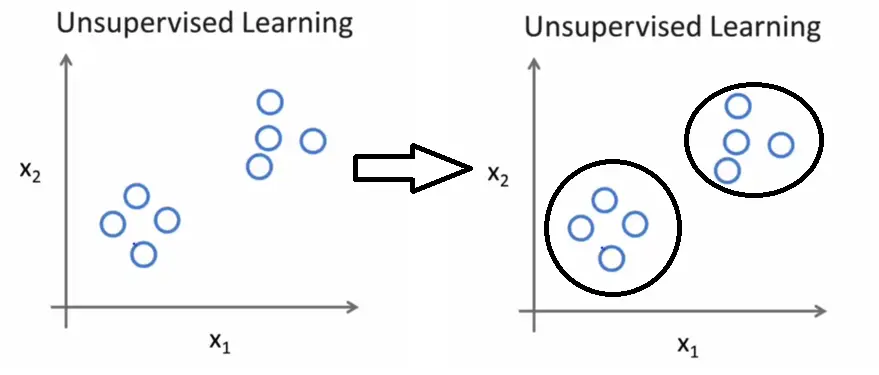 Unsupervised Learning
x₂
x₁
Unsupervised Learning
x₂
x₁